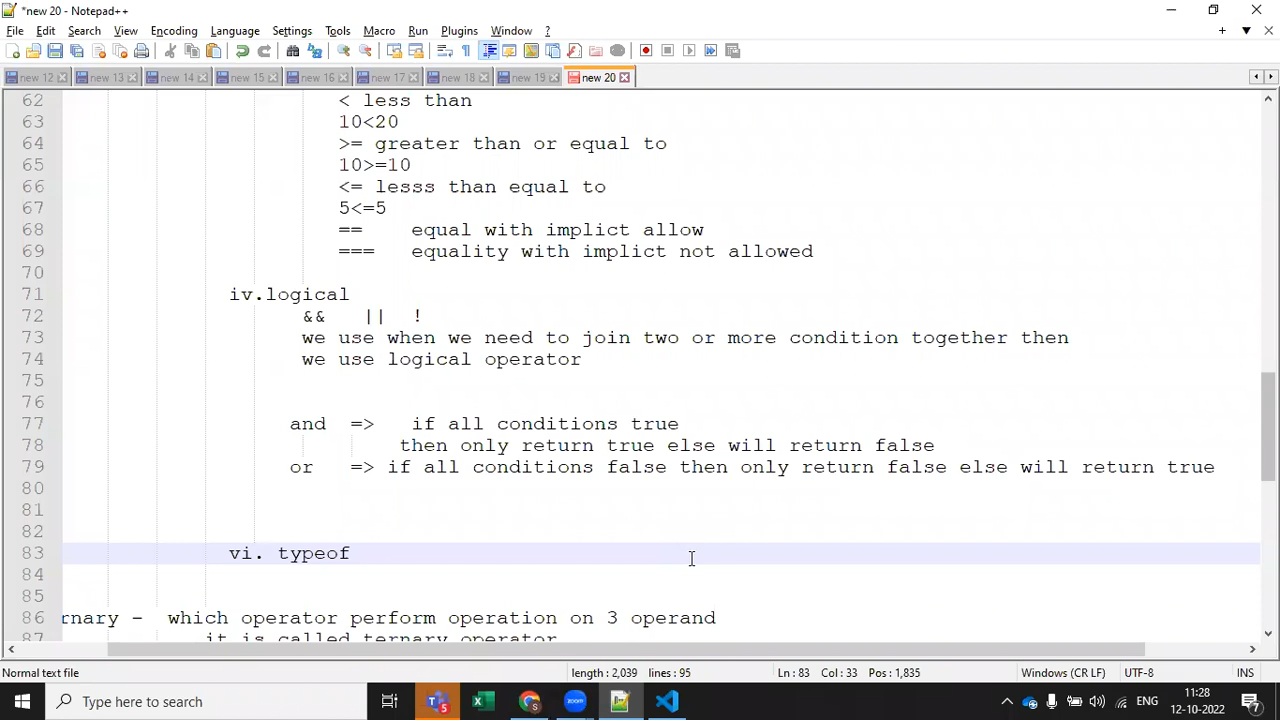 *new 20 - Notepad++
File Edit Search View Encoding Language Settings Tools Macro Run Plugins Window ?
new 12 new 13 new 14 new 15 new 16 new 17 new 18 new 19 new 20
62 < less than
63 10<20
64 >= greater than or equal to
65 10>=10
66 <= lesss than equal to
67 5<=5
68 == equal with implict allow
69 === equality with implict not allowed
70
71 iv.logical
72 && || !
73 we use when we need to join two or more condition together then
74 we use logical operator
75
76
77 and => if all conditions true
78 then only return true else will return false
79 or => if all conditions false then only return false else will return true
80
81
82
83 vi. typeof
84
85
86 rnary - which operator perform operation on 3 operand
87 it is called ternary operator
Normal text file length : 2,039 lines : 95 Ln : 83 Col : 33 Pos : 1,835 Windows (CR LF) UTF-8 INS
Type here to search ENG 11:28
12-10-2022